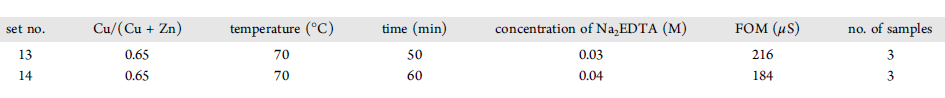 set no. Cu/(Cu + Zn) temperature (°C) time (min) concentration of Na₂EDTA (M) FOM (μS) no. of samples
13 0.65 70 50 0.03 216 3
14 0.65 70 60 0.04 184 3